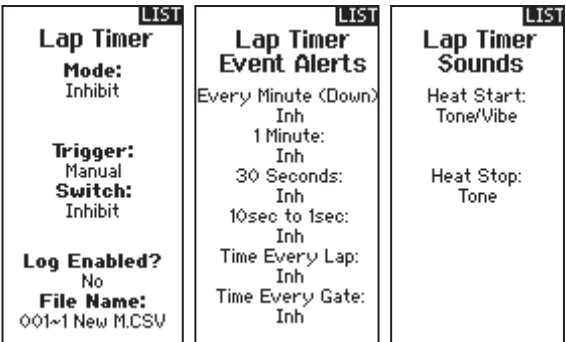 LIST
Lap Timer
Mode:
Inhibit
Trigger:
Manual
Switch:
Inhibit
Log Enabled?
No
File Name:
001~1 New M.CSV
LIST
Lap Timer
Event Alerts
Every Minute (Down)
Inh
1 Minute:
Inh
30 Seconds:
Inh
10sec to 1sec:
Inh
Time Every Lap:
Inh
Time Every Gate:
Inh
LIST
Lap Timer
Sounds
Heat Start:
Tone/Vibe
Heat Stop:
Tone